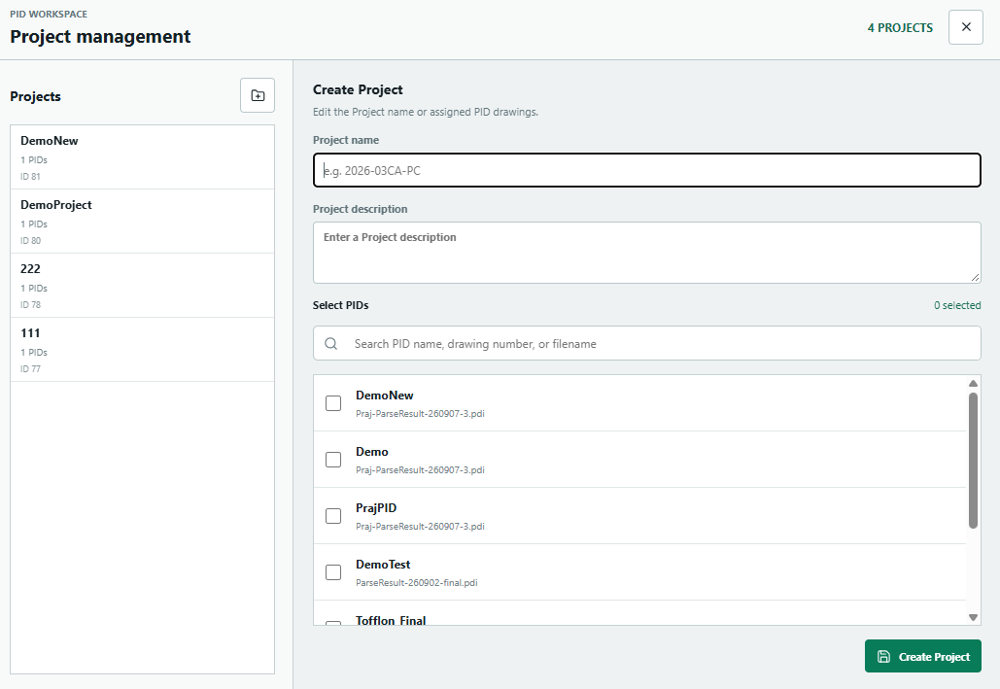 PID WORKSPACE
Project management
4 PROJECTS
Projects
DemoNew
1 PIDs
ID 81
DemoProject
1 PIDs
ID 80
222
1 PIDs
ID 78
111
1 PIDs
ID 77
Create Project
Edit the Project name or assigned PID drawings.
Project name
e.g. 2026-03CA-PC
Project description
Enter a Project description
Select PIDs
0 selected
Search PID name, drawing number, or filename
DemoNew
Praj-ParseResult-260907-3.pdi
Demo
Praj-ParseResult-260907-3.pdi
PrajPID
Praj-ParseResult-260907-3.pdi
DemoTest
ParseResult-260902-final.pdi
Tofflon_Final
Create Project